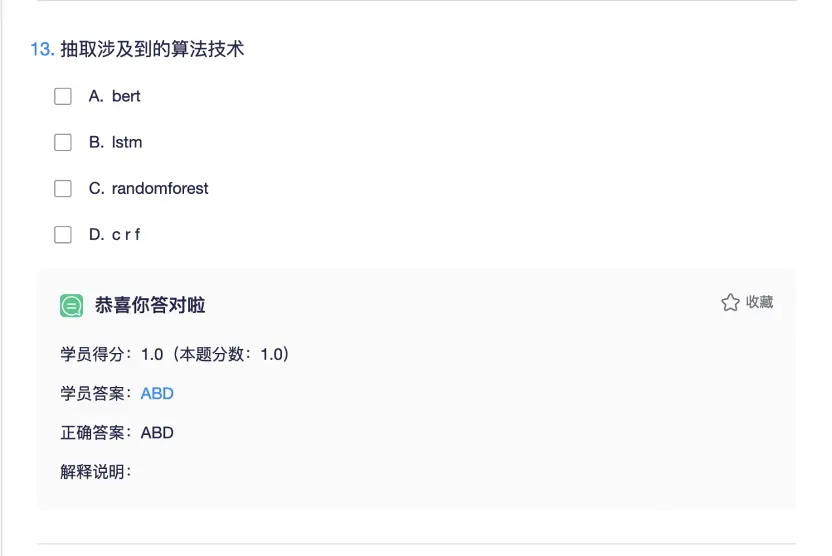 13. 抽取涉及到的算法技术
A. bert
B. lstm
C. randomforest
D. c r f
恭喜你答对啦
收藏
学员得分：1.0（本题分数：1.0）
学员答案：ABD
正确答案：ABD
解释说明：